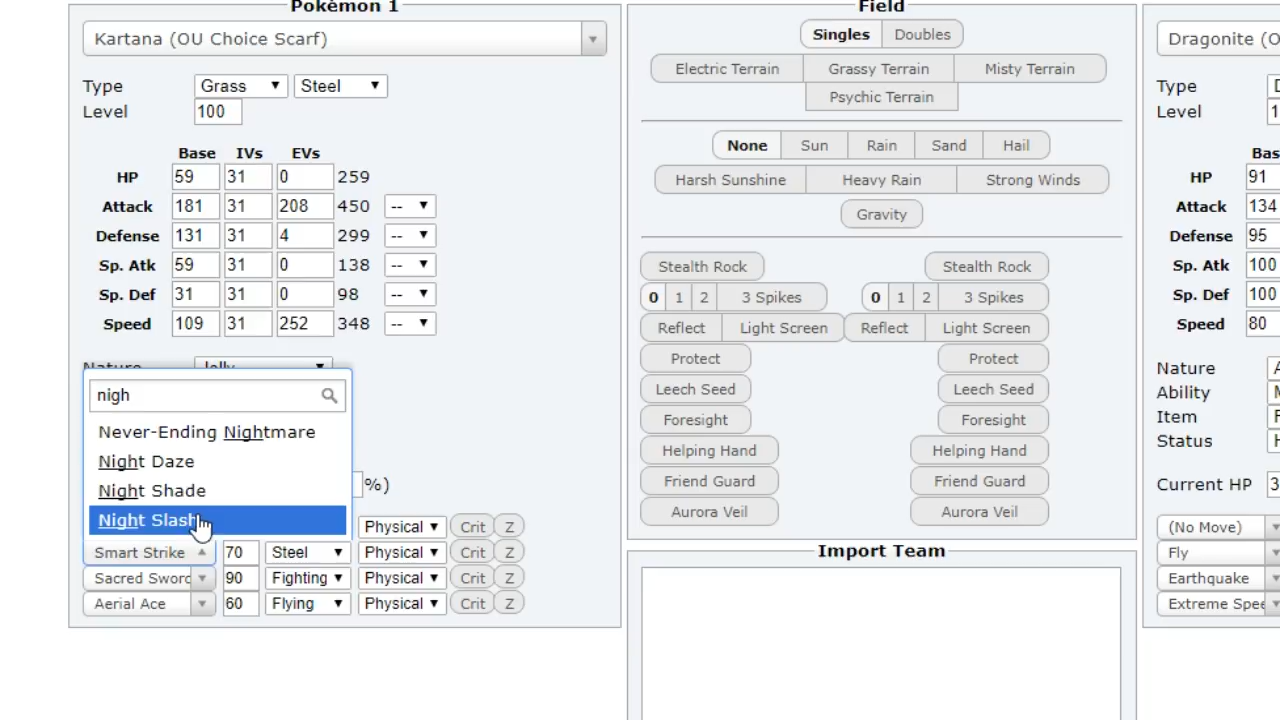 Pokémon 1
Kartana (OU Choice Scarf)
Type Grass Steel
Level 100
Base IVs EVs
HP 59 31 0 259
Attack 181 31 208 450 --
Defense 131 31 4 299 --
Sp. Atk 59 31 0 138 --
Sp. Def 31 31 0 98 --
Speed 109 31 252 348 --
Nature Jolly
nigh
Never-Ending Nightmare
Night Daze
Night Shade
Night Slash
%)
Physical Crit Z
Smart Strike 70 Steel Physical Crit Z
Sacred Sword 90 Fighting Physical Crit Z
Aerial Ace 60 Flying Physical Crit Z
Field
Singles Doubles
Electric Terrain Grassy Terrain Misty Terrain
Psychic Terrain
None Sun Rain Sand Hail
Harsh Sunshine Heavy Rain Strong Winds
Gravity
Stealth Rock Stealth Rock
0 1 2 3 Spikes 0 1 2 3 Spikes
Reflect Light Screen Reflect Light Screen
Protect Protect
Leech Seed Leech Seed
Foresight Foresight
Helping Hand Helping Hand
Friend Guard Friend Guard
Aurora Veil Aurora Veil
Import Team
Dragonite (O
Type
Level 1
Bas
HP 91
Attack 134
Defense 95
Sp. Atk 100
Sp. Def 100
Speed 80
Nature A
Ability
Item
Status
Current HP 3
(No Move)
Fly
Earthquake
Extreme Spee